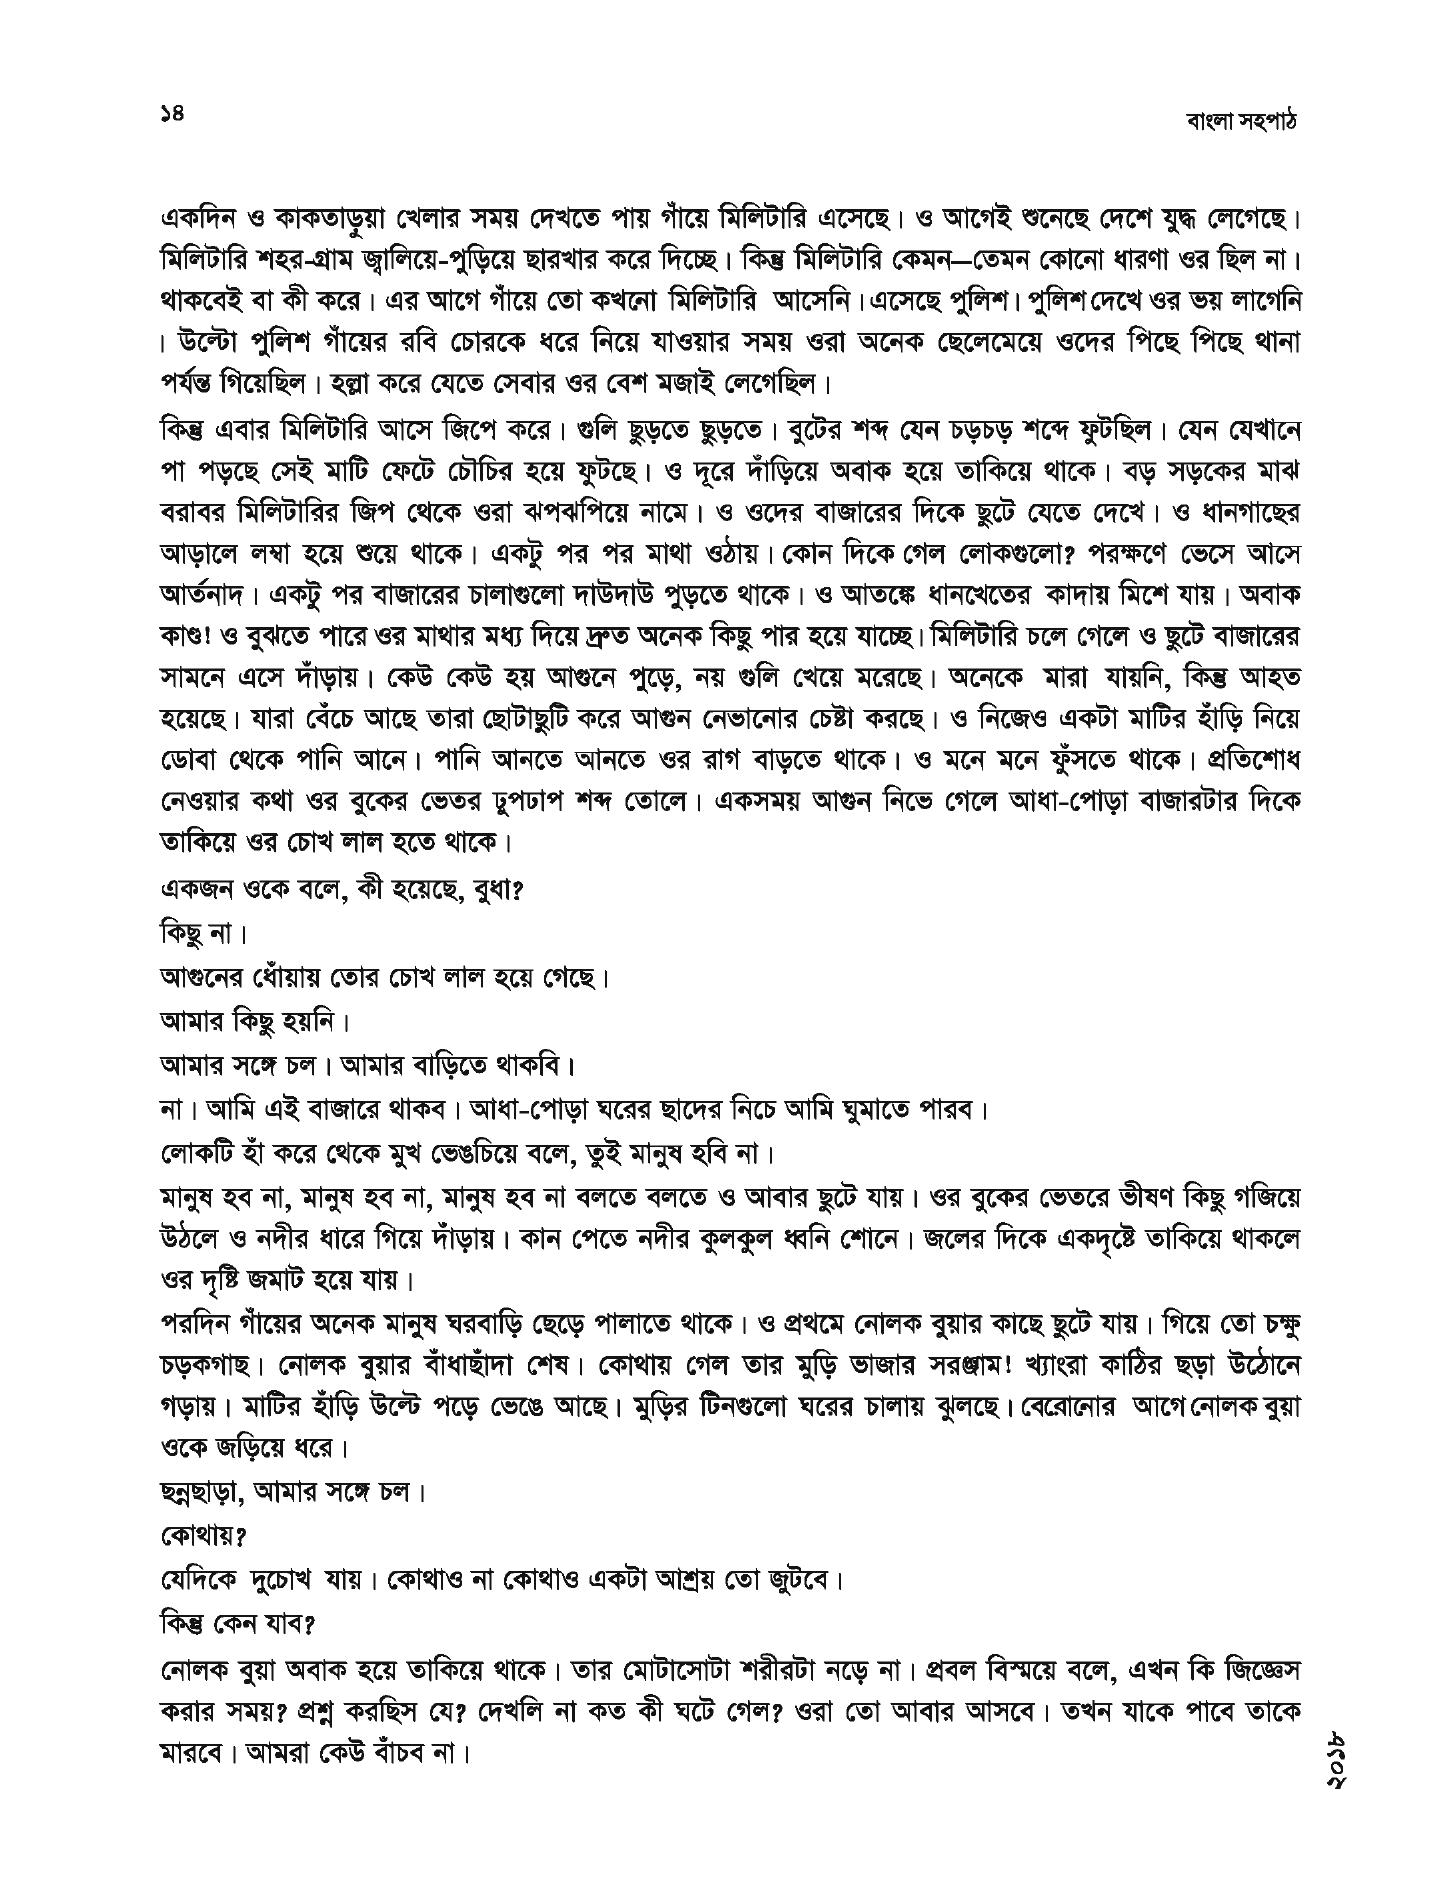 ১৪
বাংলা সহপাঠ
একদিন ও কাকতাড়ুয়া খেলার সময় দেখতে পায় গাঁয়ে মিলিটারি এসেছে। ও আগেই শুনেছে দেশে যুদ্ধ লেগেছে।
মিলিটারি শহর-গ্রাম জ্বালিয়ে-পুড়িয়ে ছারখার করে দিচ্ছে। কিন্তু মিলিটারি কেমন—তেমন কোনো ধারণা ওর ছিল না।
থাকবেই বা কী করে। এর আগে গাঁয়ে তো কখনো মিলিটারি আসেনি। এসেছে পুলিশ। পুলিশ দেখে ওর ভয় লাগেনি
। উল্টো পুলিশ গাঁয়ের রবি চোরকে ধরে নিয়ে যাওয়ার সময় ওরা অনেক ছেলেমেয়ে ওদের পিছে পিছে থানা
পর্যন্ত গিয়েছিল। হল্লা করে যেতে সেবার ওর বেশ মজাই লেগেছিল।
কিন্তু এবার মিলিটারি আসে জিপে করে। গুলি ছুড়তে ছুড়তে। বুটের শব্দ যেন চড়চড় শব্দে ফুটছিল। যেন যেখানে
পা পড়ছে সেই মাটি ফেটে চৌচির হয়ে ফুটছে। ও দূরে দাঁড়িয়ে অবাক হয়ে তাকিয়ে থাকে। বড় সড়কের মাঝ
বরাবর মিলিটারির জিপ থেকে ওরা ঝপঝপিয়ে নামে। ও ওদের বাজারের দিকে ছুটে যেতে দেখে। ও ধানগাছের
আড়ালে লম্বা হয়ে শুয়ে থাকে। একটু পর পর মাথা ওঠায়। কোন দিকে গেল লোকগুলো? পরক্ষণে ভেসে আসে
আর্তনাদ। একটু পর বাজারের চালাগুলো দাউদাউ পুড়তে থাকে। ও আতঙ্কে ধানখেতের কাদায় মিশে যায়। অবাক
কাণ্ড! ও বুঝতে পারে ওর মাথার মধ্য দিয়ে দ্রুত অনেক কিছু পার হয়ে যাচ্ছে। মিলিটারি চলে গেলে ও ছুটে বাজারের
সামনে এসে দাঁড়ায়। কেউ কেউ হয় আগুনে পুড়ে, নয় গুলি খেয়ে মরেছে। অনেকে মারা যায়নি, কিন্তু আহত
হয়েছে। যারা বেঁচে আছে তারা ছোটাছুটি করে আগুন নেভানোর চেষ্টা করছে। ও নিজেও একটা মাটির হাঁড়ি নিয়ে
ডোবা থেকে পানি আনে। পানি আনতে আনতে ওর রাগ বাড়তে থাকে। ও মনে মনে ফুঁসতে থাকে। প্রতিশোধ
নেওয়ার কথা ওর বুকের ভেতর ঢুপঢাপ শব্দ তোলে। একসময় আগুন নিভে গেলে আধা-পোড়া বাজারটার দিকে
তাকিয়ে ওর চোখ লাল হতে থাকে।
একজন ওকে বলে, কী হয়েছে, বুধা?
কিছু না।
আগুনের ধোঁয়ায় তোর চোখ লাল হয়ে গেছে।
আমার কিছু হয়নি।
আমার সঙ্গে চল। আমার বাড়িতে থাকবি।
না। আমি এই বাজারে থাকব। আধা-পোড়া ঘরের ছাদের নিচে আমি ঘুমাতে পারব।
লোকটি হাঁ করে থেকে মুখ ভেঙচিয়ে বলে, তুই মানুষ হবি না।
মানুষ হব না, মানুষ হব না, মানুষ হব না বলতে বলতে ও আবার ছুটে যায়। ওর বুকের ভেতরে ভীষণ কিছু গজিয়ে
উঠলে ও নদীর ধারে গিয়ে দাঁড়ায়। কান পেতে নদীর কুলকুল ধ্বনি শোনে। জলের দিকে একদৃষ্টে তাকিয়ে থাকলে
ওর দৃষ্টি জমাট হয়ে যায়।
পরদিন গাঁয়ের অনেক মানুষ ঘরবাড়ি ছেড়ে পালাতে থাকে। ও প্রথমে নোলক বুয়ার কাছে ছুটে যায়। গিয়ে তো চক্ষু
চড়কগাছ। নোলক বুয়ার বাঁধাছাঁদা শেষ। কোথায় গেল তার মুড়ি ভাজার সরঞ্জাম! খ্যাংরা কাঠির ছড়া উঠোনে
গড়ায়। মাটির হাঁড়ি উল্টে পড়ে ভেঙে আছে। মুড়ির টিনগুলো ঘরের চালায় ঝুলছে। বেরোনোর আগে নোলক বুয়া
ওকে জড়িয়ে ধরে।
ছন্নছাড়া, আমার সঙ্গে চল।
কোথায়?
যেদিকে দুচোখ যায়। কোথাও না কোথাও একটা আশ্রয় তো জুটবে।
কিন্তু কেন যাব?
নোলক বুয়া অবাক হয়ে তাকিয়ে থাকে। তার মোটাসোটা শরীরটা নড়ে না। প্রবল বিস্ময়ে বলে, এখন কি জিজ্ঞেস
করার সময়? প্রশ্ন করছিস যে? দেখলি না কত কী ঘটে গেল? ওরা তো আবার আসবে। তখন যাকে পাবে তাকে
মারবে। আমরা কেউ বাঁচব না।
২০১৮